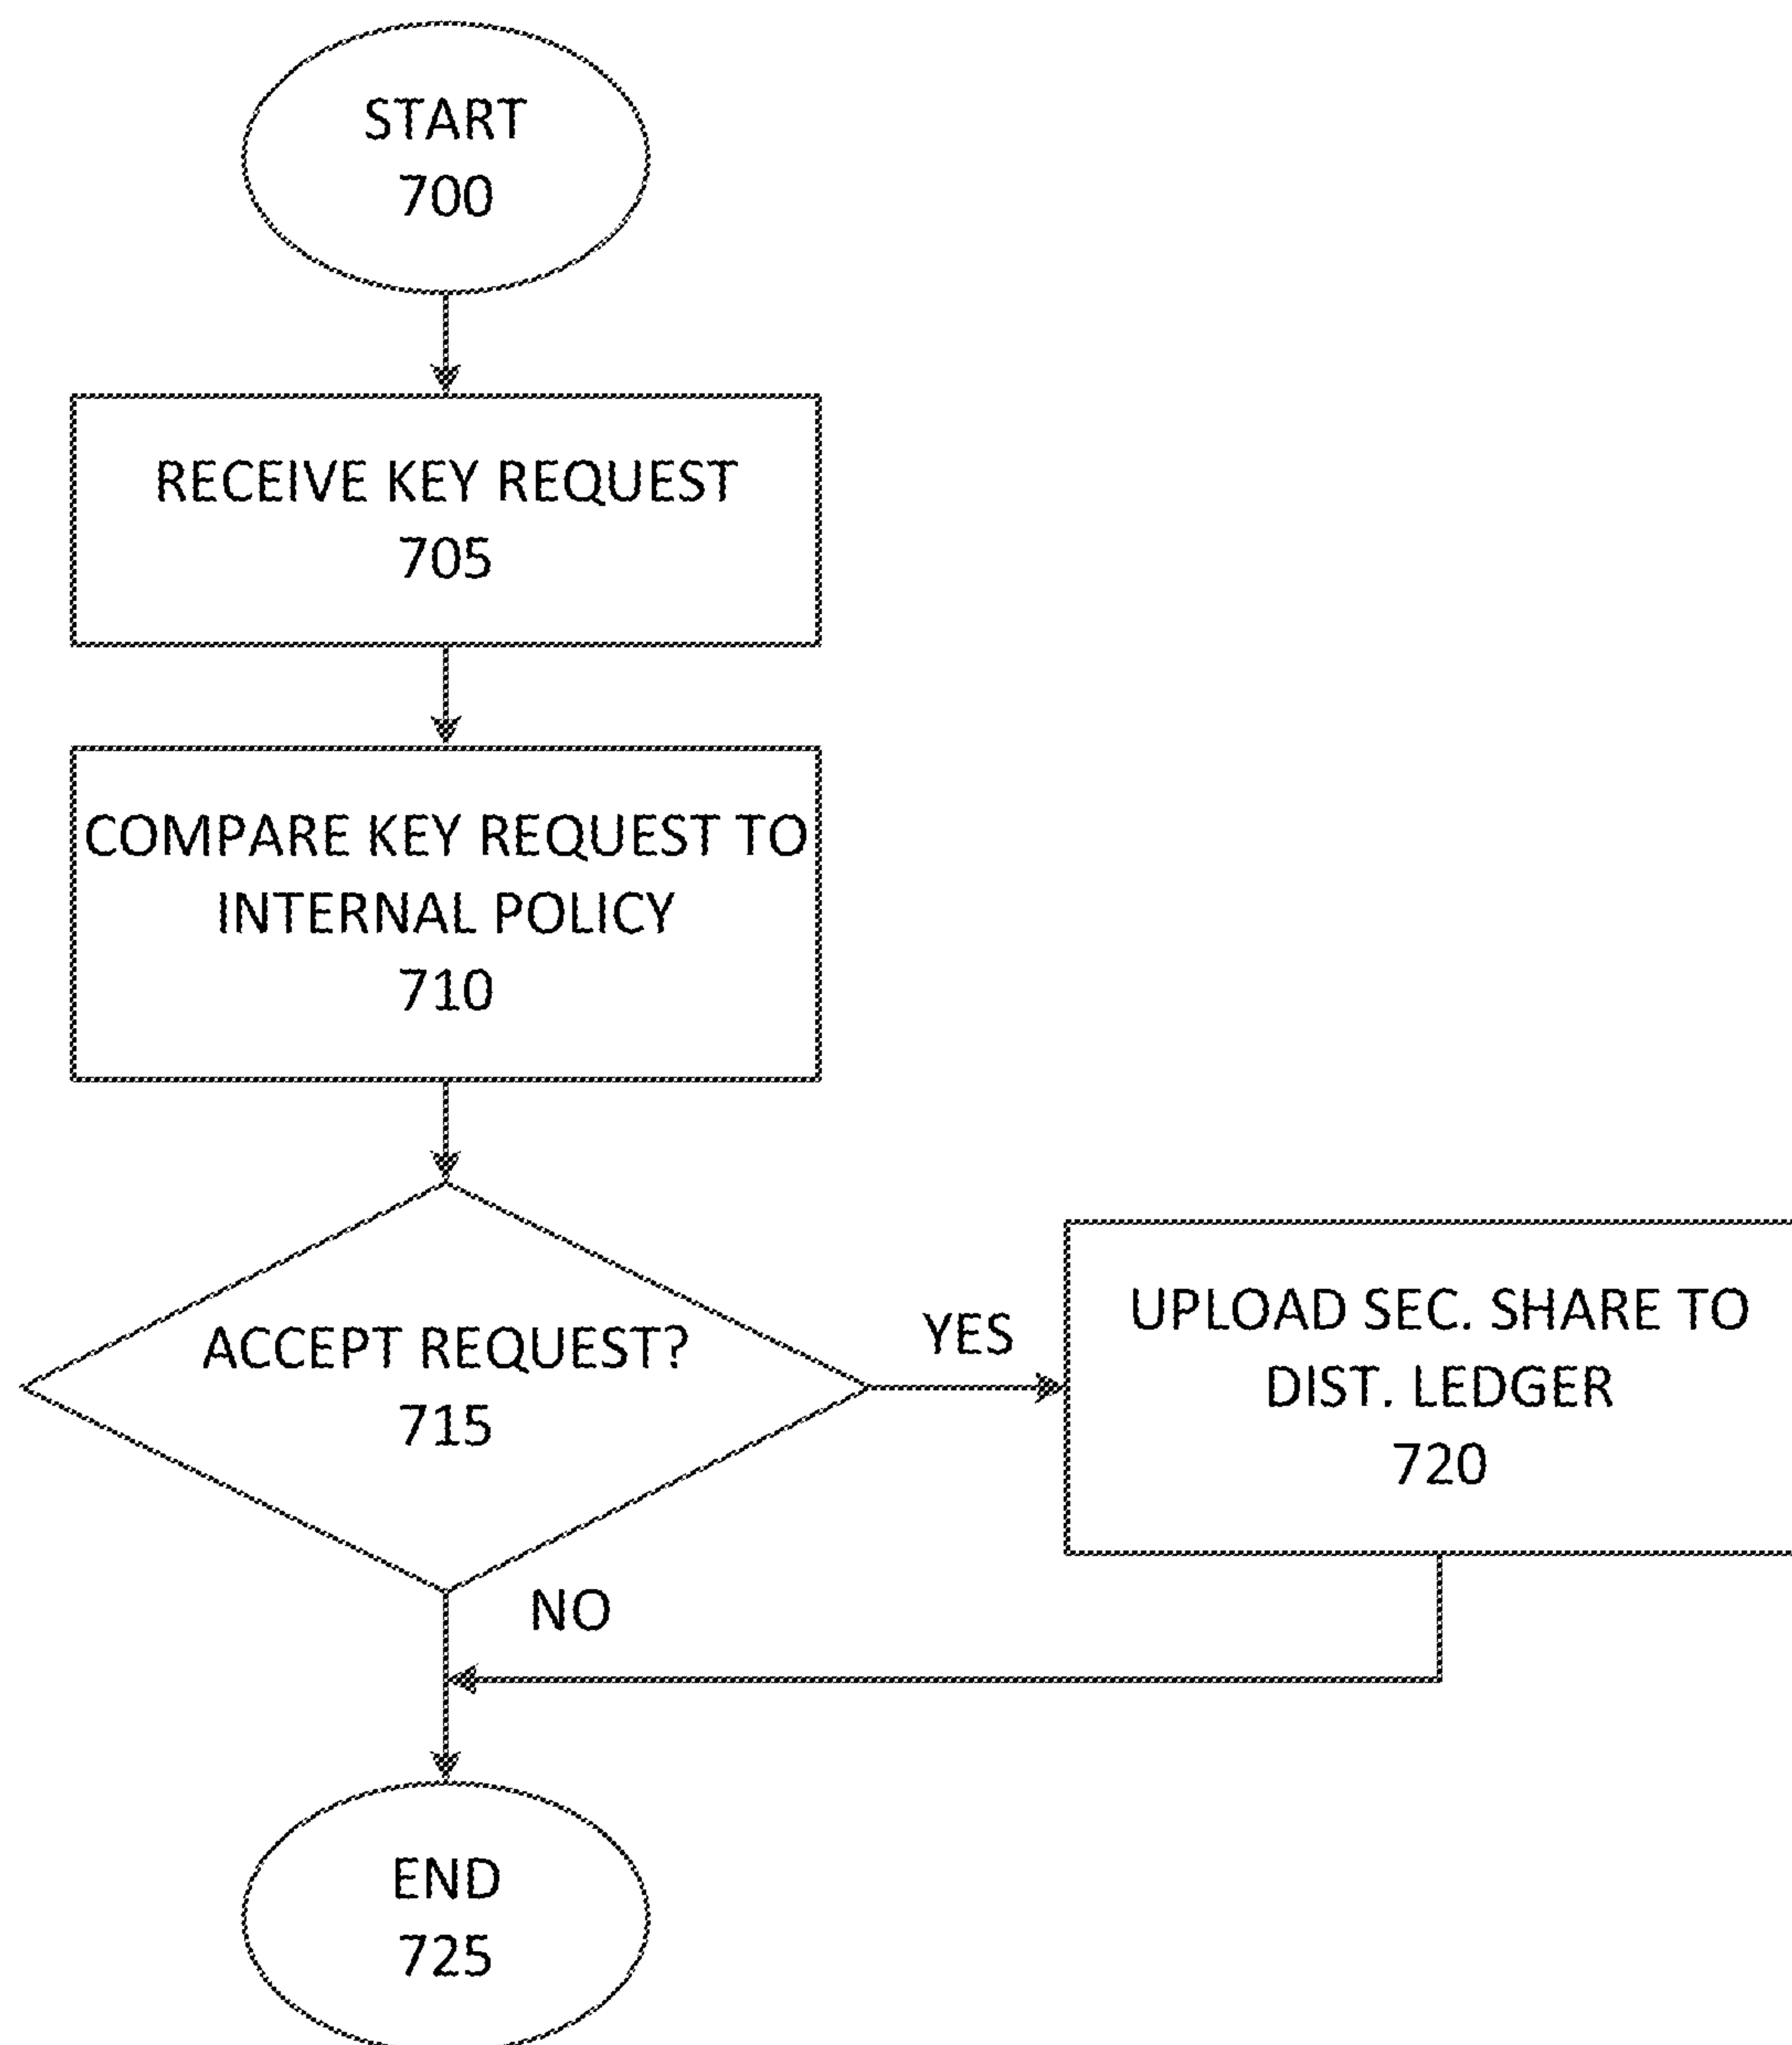 START
700
RECEIVE KEY REQUEST
705
COMPARE KEY REQUEST TO
INTERNAL POLICY
710
ACCEPT REQUEST?
715
YES
UPLOAD SEC. SHARE TO
DIST. LEDGER
720
NO
END
725